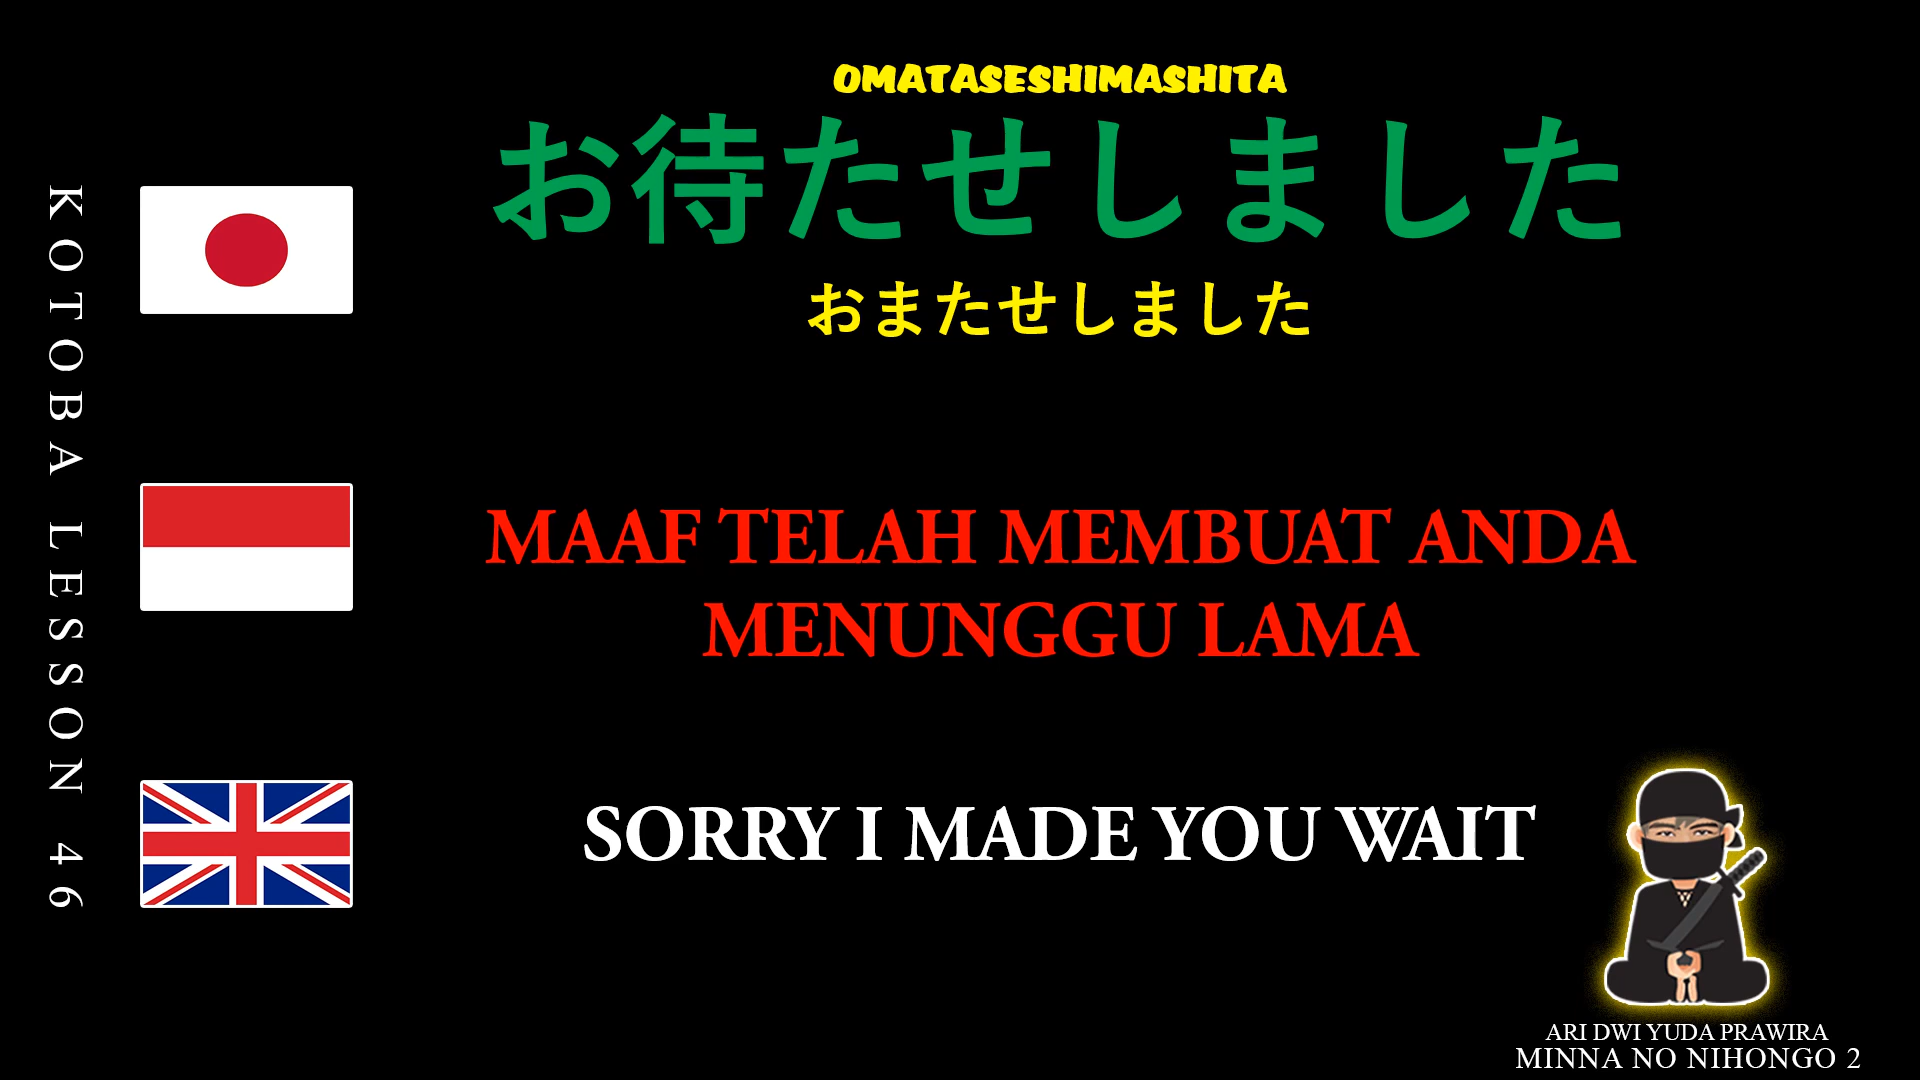 KOTOBA LESSON 46
OMATASESHIMASHITA
お待たせしました
おまたせしました
MAAF TELAH MEMBUAT ANDA
MENUNGGU LAMA
SORRY I MADE YOU WAIT
ARI DWI YUDA PRAWIRA
MINNA NO NIHONGO 2